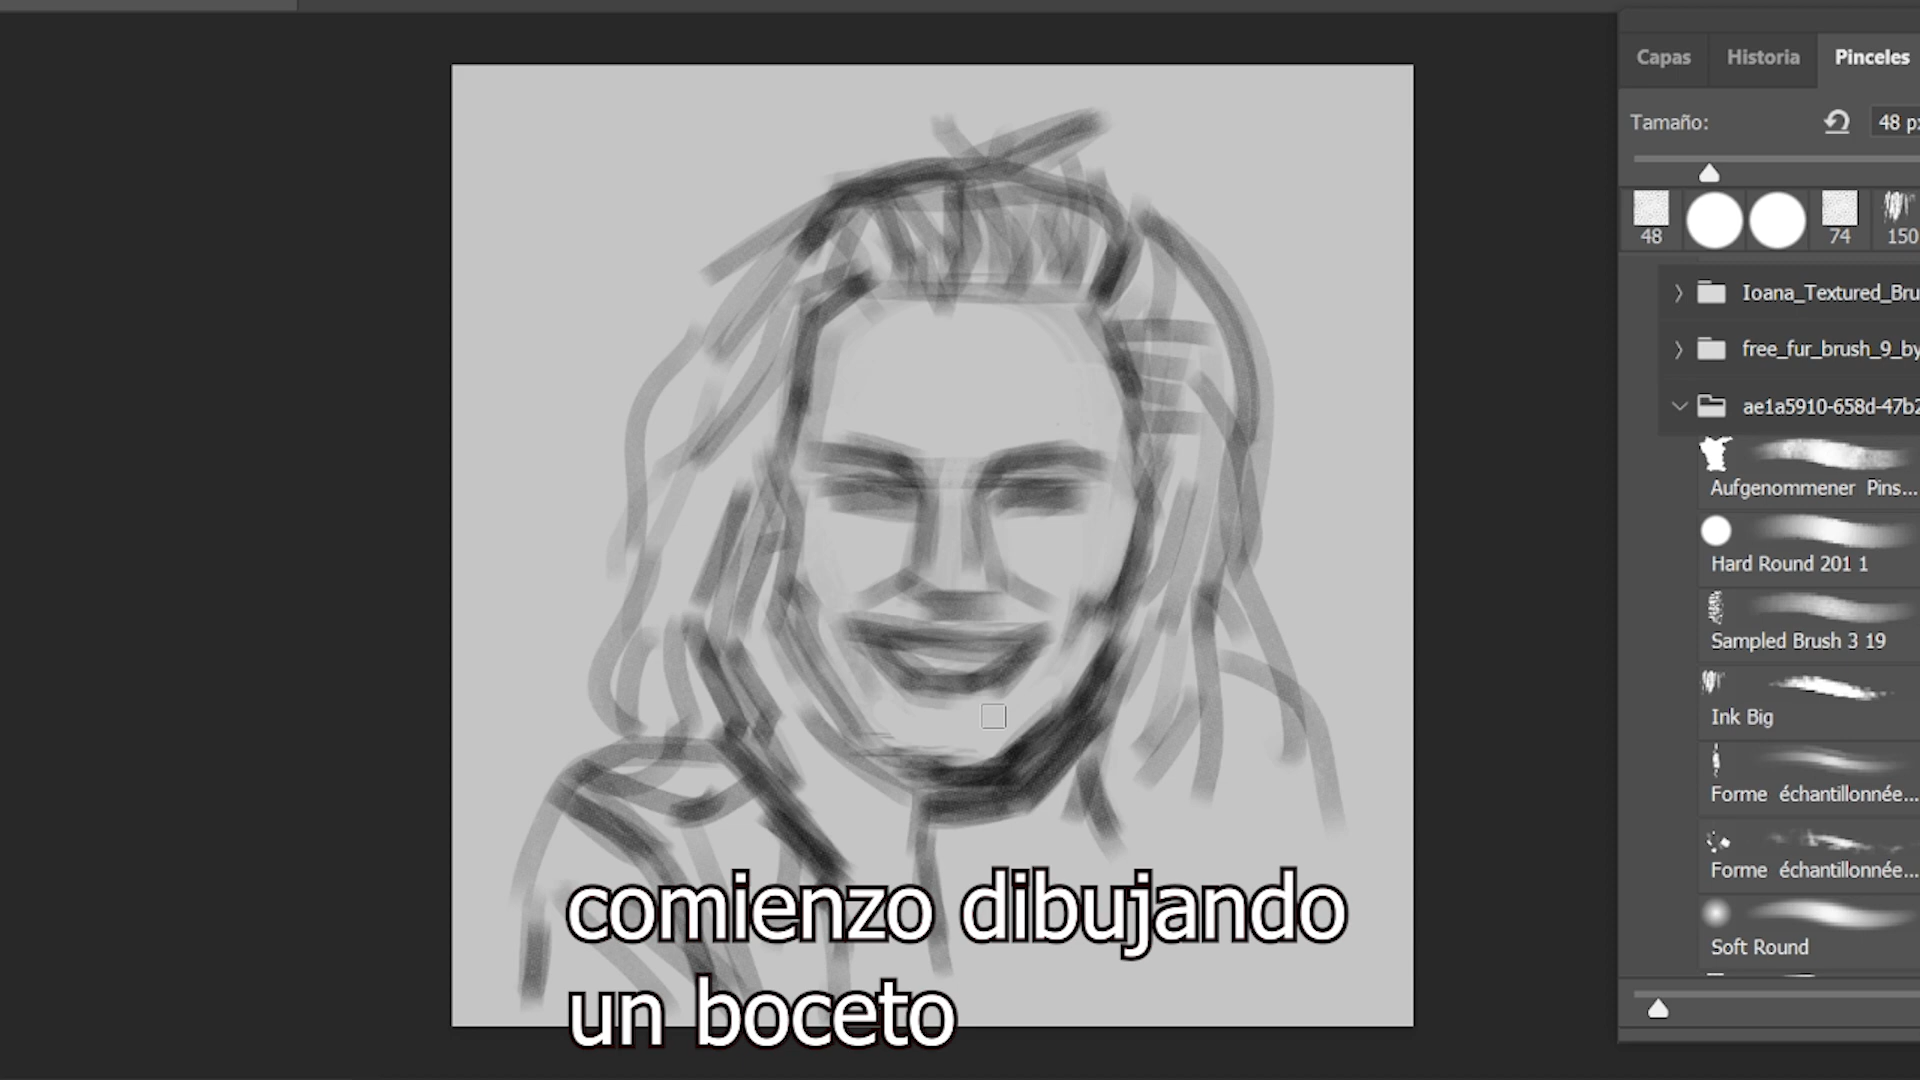 Capas Historia Pinceles
Tamaño: 48
48 74 150
Ioana_Textured_Bru
free_fur_brush_9_by
ae1a5910-658d-47b2
Aufgenommener Pins...
Hard Round 201 1
Sampled Brush 3 19
Ink Big
Forme échantillonnée...
Forme échantillonnée...
Soft Round
comienzo dibujando
un boceto